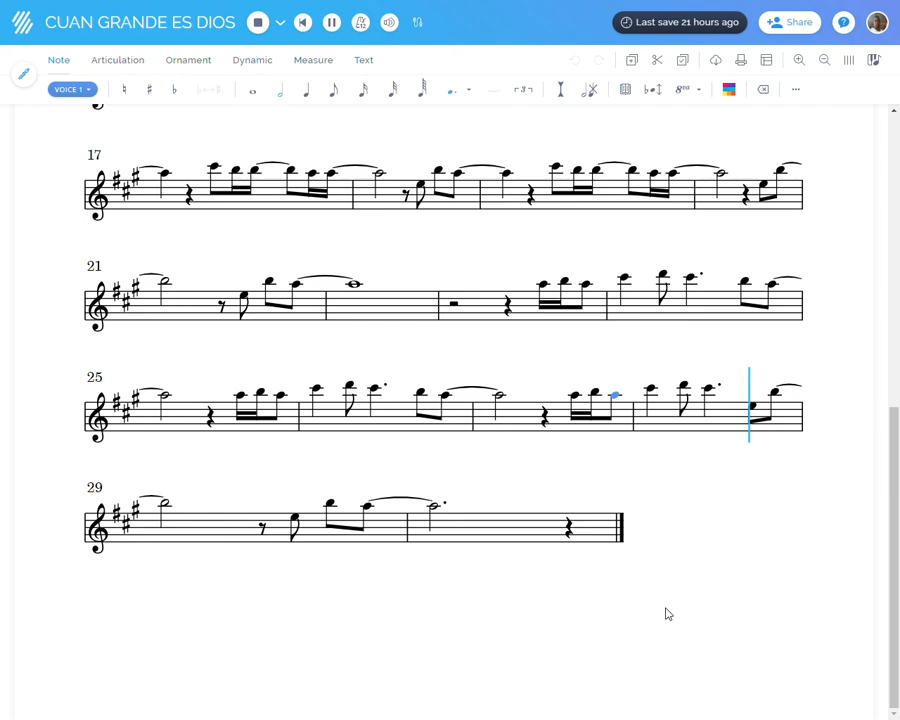 CUAN GRANDE ES DIOS
Last save 21 hours ago
Share
Note Articulation Ornament Dynamic Measure Text
VOICE 1
17
21
25
29